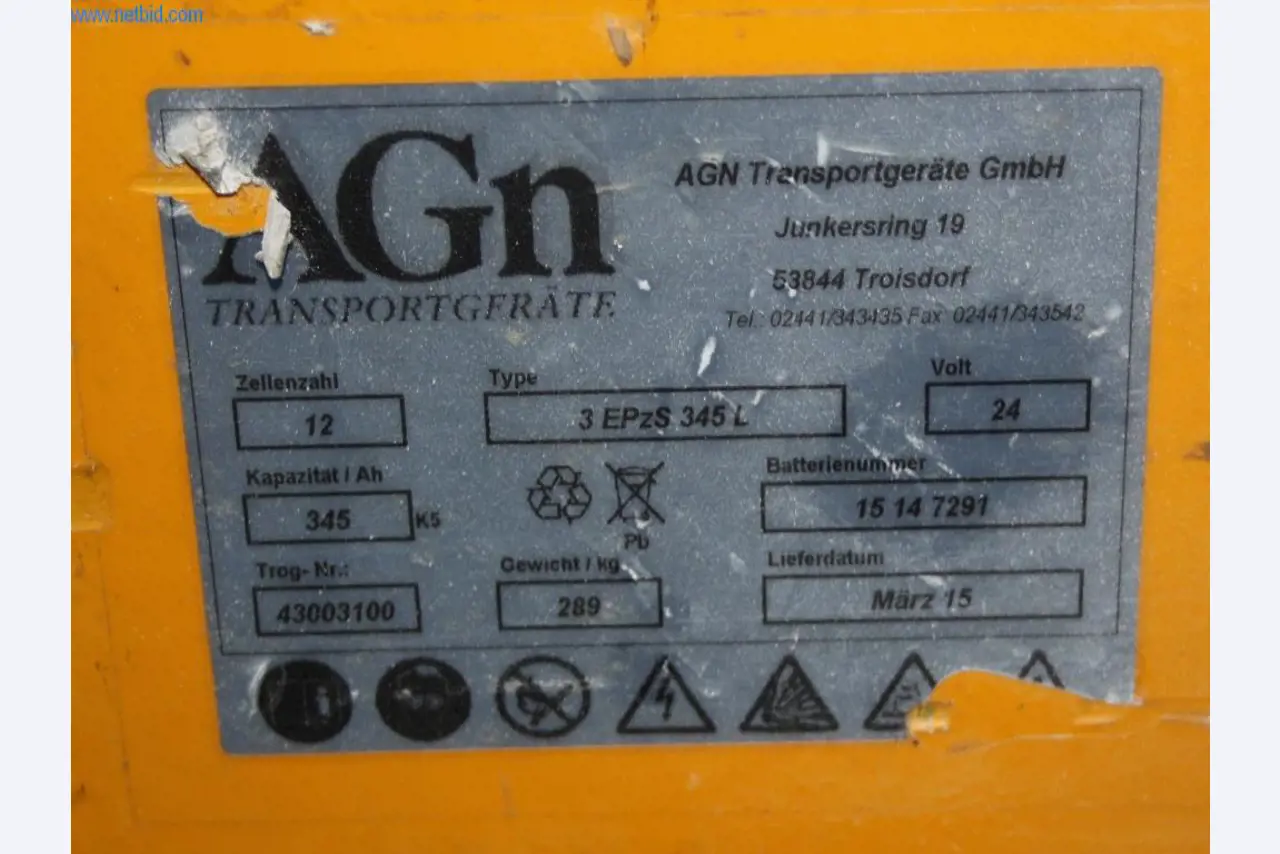 www.netbid.com
AGn
TRANSPORTGERÄTE
AGN Transportgeräte GmbH
Junkersring 19
53844 Troisdorf
Tel.: 02441/343435 Fax 02441/343542
Zellenzahl
12
Type
3 EPzS 345 L
Volt
24
Kapazität / Ah
345 K5
Pb
Batterienummer
15 14 7291
Trog- Nr.:
43003100
Gewicht / kg
289
Lieferdatum
März 15